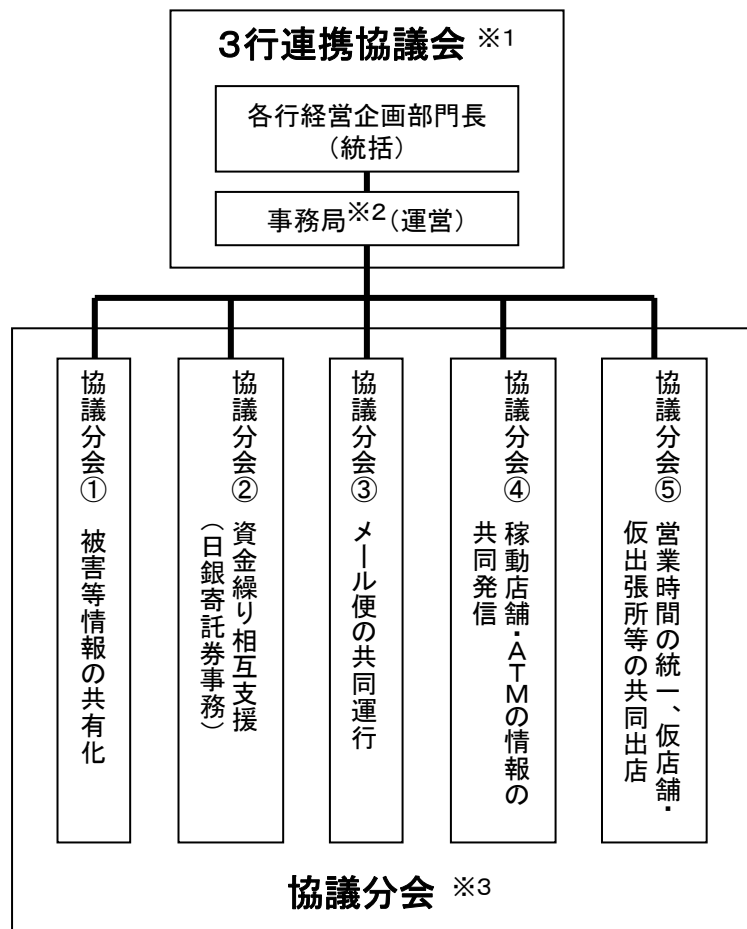 3行連携協議会 ※1
各行経営企画部門長
（統括）
事務局※2（運営）
協議分会① 被害等情報の共有化
協議分会② 資金繰り相互支援
（日銀寄託券事務）
協議分会③ メール便の共同運行
協議分会④ 稼動店舗・ATMの情報の
共同発信
協議分会⑤ 営業時間の統一、仮店舗・
仮出張所等の共同出店
協議分会 ※3